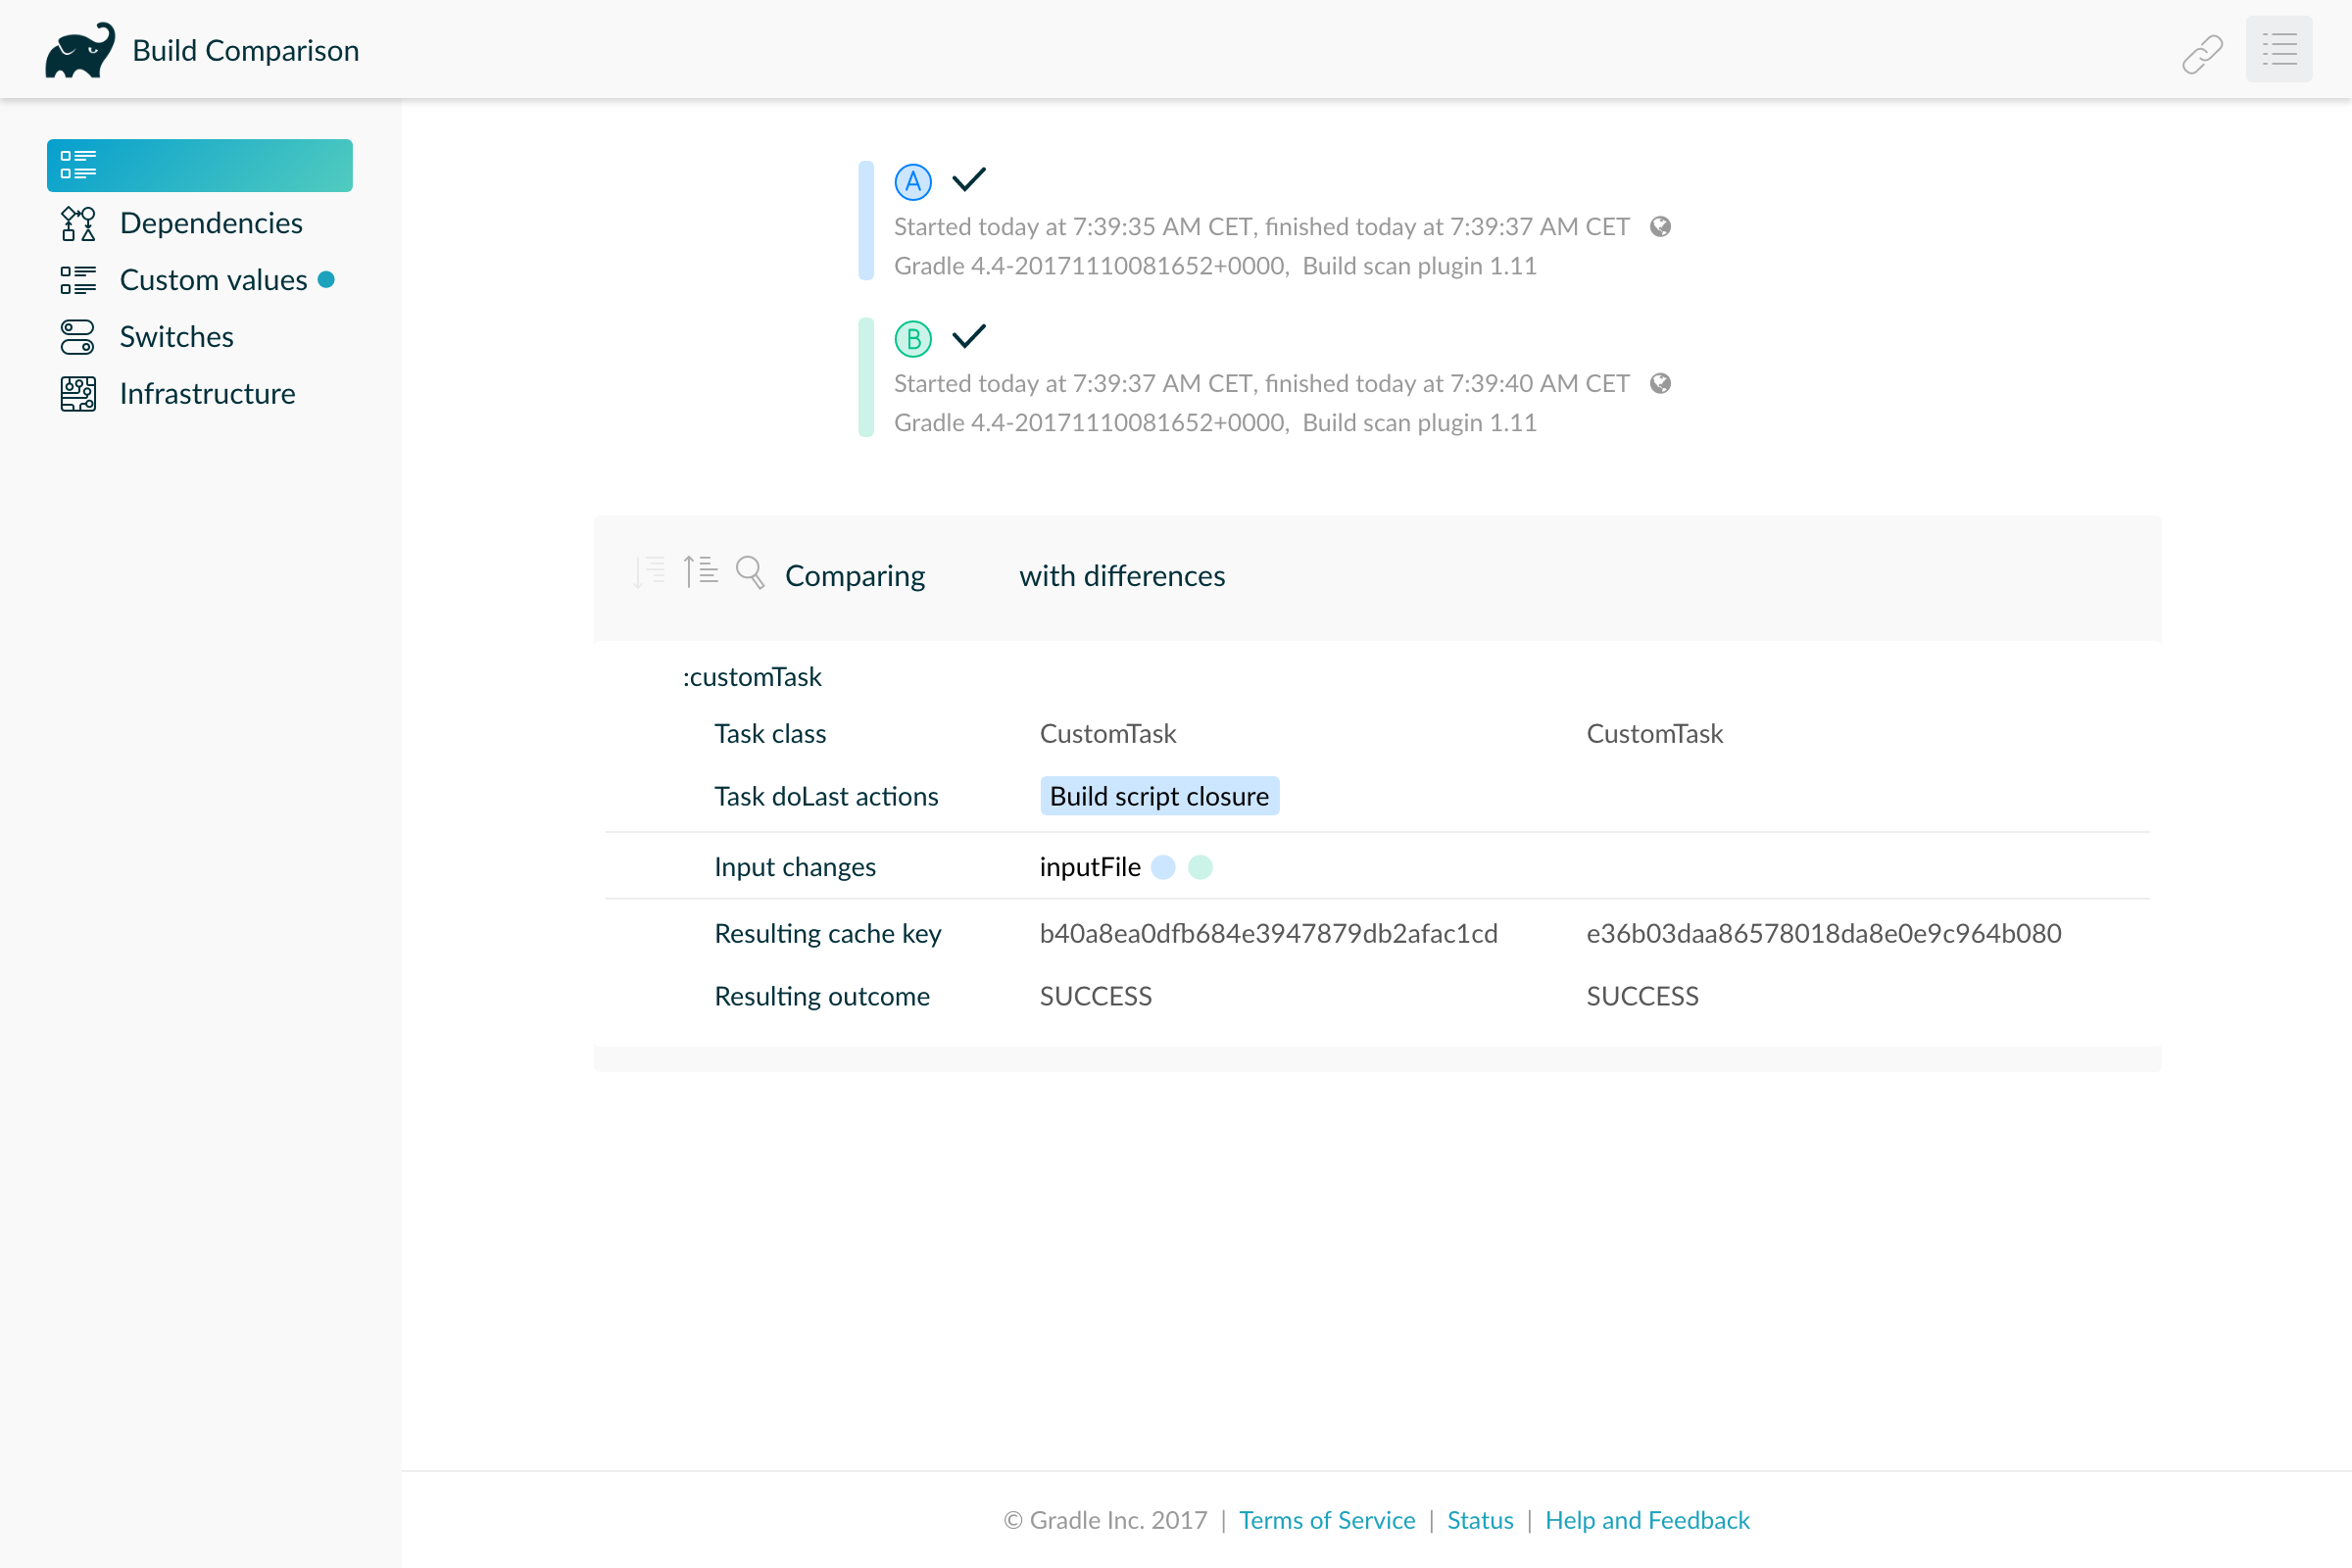 Build Comparison
Dependencies
Custom values
Switches
Infrastructure
A
Started today at 7:39:35 AM CET, finished today at 7:39:37 AM CET
Gradle 4.4-20171110081652+0000, Build scan plugin 1.11
B
Started today at 7:39:37 AM CET, finished today at 7:39:40 AM CET
Gradle 4.4-20171110081652+0000, Build scan plugin 1.11
Comparing with differences
:customTask
Task class CustomTask CustomTask
Task doLast actions Build script closure
Input changes inputFile
Resulting cache key b40a8ea0dfb684e3947879db2afac1cd e36b03daa86578018da8e0e9c964b080
Resulting outcome SUCCESS SUCCESS
© Gradle Inc. 2017 | Terms of Service | Status | Help and Feedback